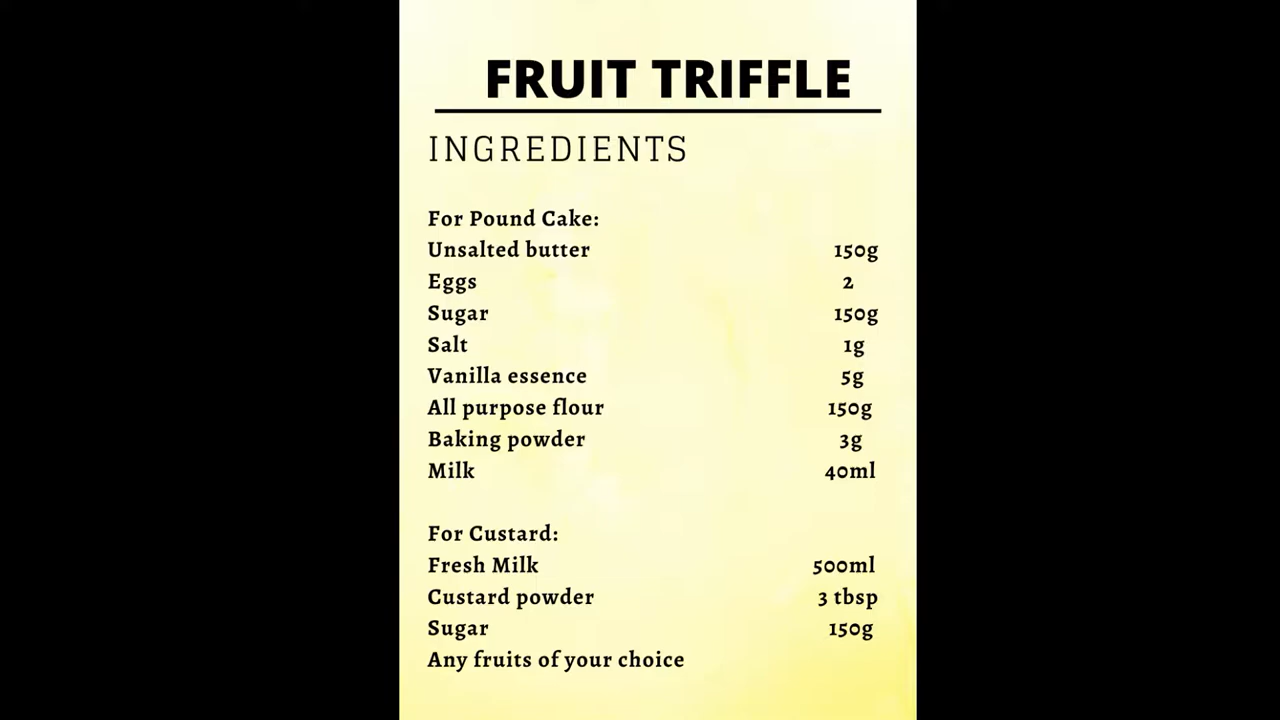 FRUIT TRIFFLE
INGREDIENTS
For Pound Cake:
Unsalted butter 150g
Eggs 2
Sugar 150g
Salt 1g
Vanilla essence 5g
All purpose flour 150g
Baking powder 3g
Milk 40ml
For Custard:
Fresh Milk 500ml
Custard powder 3 tbsp
Sugar 150g
Any fruits of your choice